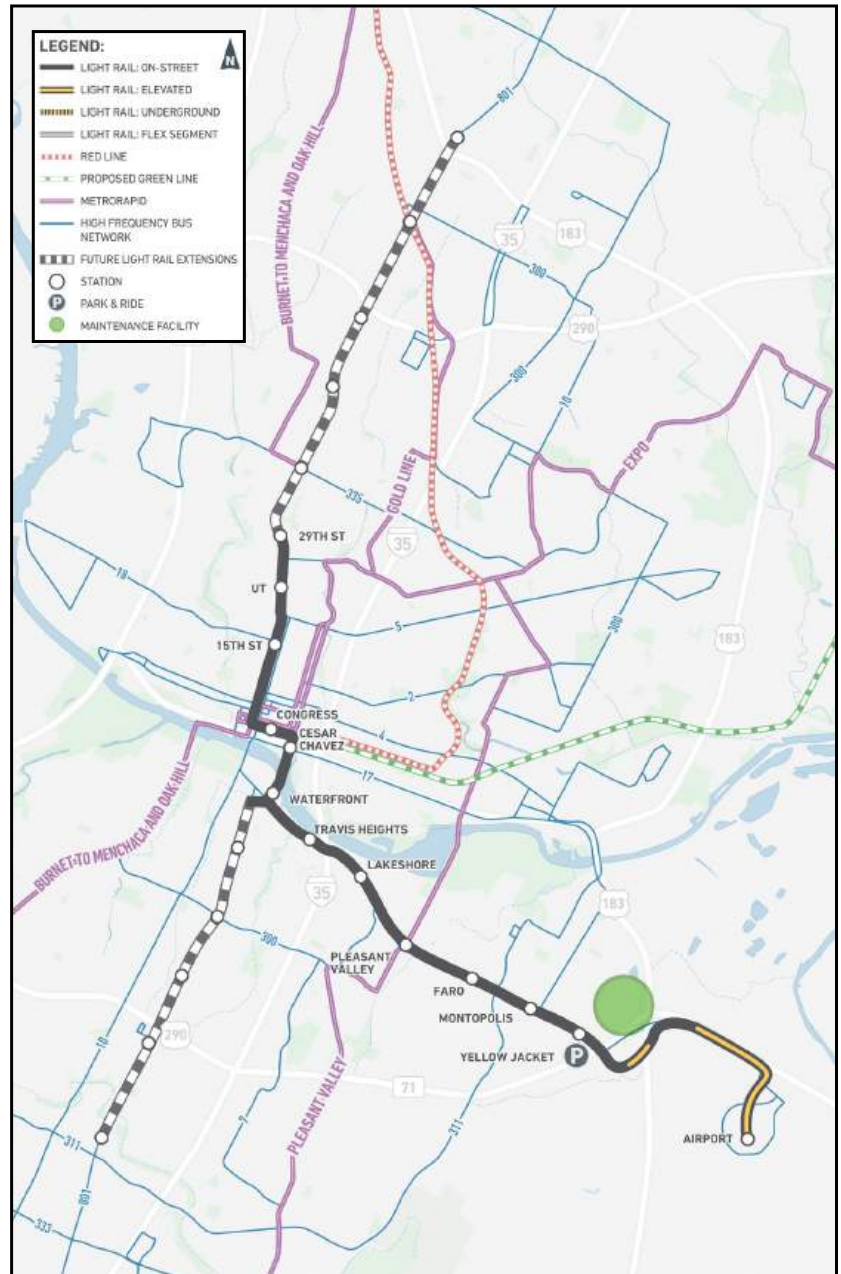 LEGEND:
N
LIGHT RAIL: ON-STREET
LIGHT RAIL: ELEVATED
LIGHT RAIL: UNDERGROUND
LIGHT RAIL: FLEX SEGMENT
RED LINE
PROPOSED GREEN LINE
METRORAPID
HIGH FREQUENCY BUS
NETWORK
FUTURE LIGHT RAIL EXTENSIONS
STATION
P
PARK & RIDE
MAINTENANCE FACILITY
801
BURNET TO MENCHACA AND OAK HILL
35
183
300
290
300
10
EXPO
GOLD LINE
335
29TH ST
35
18
UT
5
300
183
15TH ST
2
CONGRESS
4
CESAR
CHAVEZ
17
WATERFRONT
TRAVIS HEIGHTS
BURNET TO MENCHACA AND OAK HILL
LAKESHORE
35
183
300
PLEASANT
VALLEY
FARO
MONTOPOLIS
10
290
YELLOW JACKET
P
71
7
PLEASANT VALLEY
311
AIRPORT
311
801
333